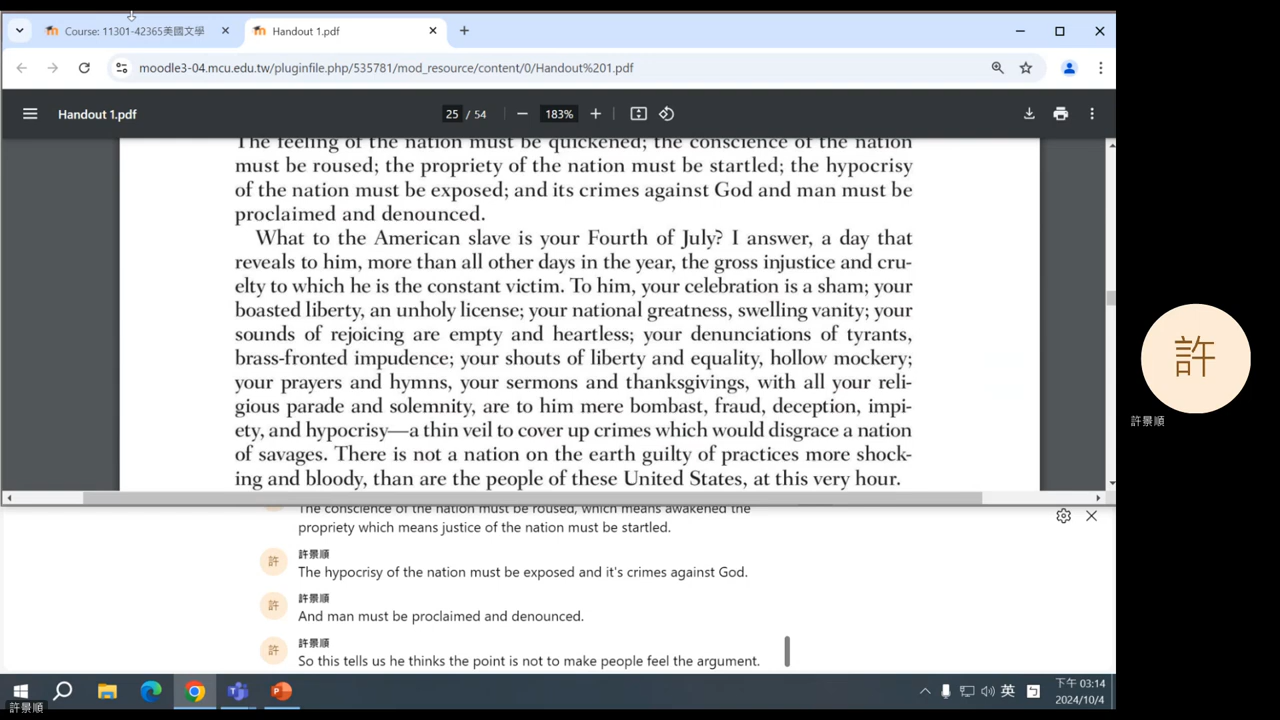 Course: 11301-42365美國文學
Handout 1.pdf
moodle3-04.mcu.edu.tw/pluginfile.php/535781/mod_resource/content/0/Handout%201.pdf
Handout 1.pdf
25 / 54
183%
The feeling of the nation must be quickened; the conscience of the nation
must be roused; the propriety of the nation must be startled; the hypocrisy
of the nation must be exposed; and its crimes against God and man must be
proclaimed and denounced.
What to the American slave is your Fourth of July? I answer, a day that
reveals to him, more than all other days in the year, the gross injustice and cru-
elty to which he is the constant victim. To him, your celebration is a sham; your
boasted liberty, an unholy license; your national greatness, swelling vanity; your
sounds of rejoicing are empty and heartless; your denunciations of tyrants,
brass-fronted impudence; your shouts of liberty and equality, hollow mockery;
your prayers and hymns, your sermons and thanksgivings, with all your reli-
gious parade and solemnity, are to him mere bombast, fraud, deception, impi-
ety, and hypocrisy—a thin veil to cover up crimes which would disgrace a nation
of savages. There is not a nation on the earth guilty of practices more shock-
ing and bloody, than are the people of these United States, at this very hour.
The conscience of the nation must be roused, which means awakened the
propriety which means justice of the nation must be startled.
許
許景順
The hypocrisy of the nation must be exposed and it's crimes against God.
許
許景順
And man must be proclaimed and denounced.
許
許景順
So this tells us he thinks the point is not to make people feel the argument.
許
許景順
英
ㄅ
下午 03:14
2024/10/4
許景順